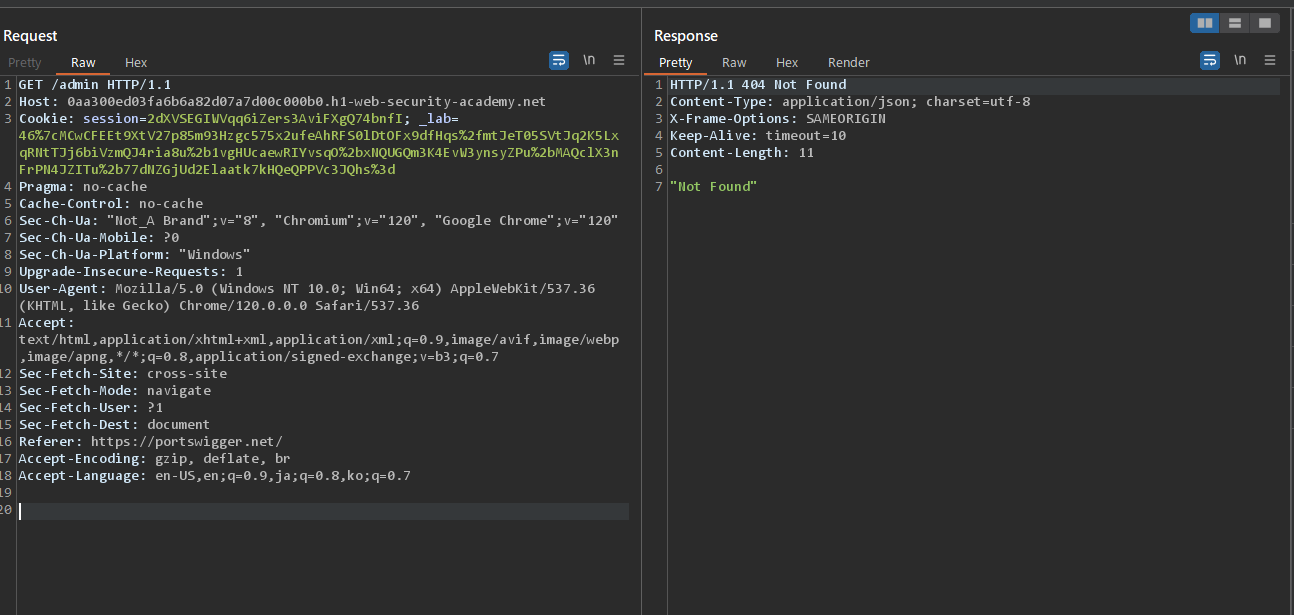 Request
Pretty Raw Hex \n
1 GET /admin HTTP/1.1
2 Host: 0aa300ed03fa6b6a82d07a7d00c000b0.h1-web-security-academy.net
3 Cookie: session=2dXVSEGIWVqq6iZers3AviFXgQ74bnfI; _lab=
46%7cMCwCFEEt9XtV27p85m93Hzgc575x2ufeAhRFS0lDtOFx9dfHqs%2fmtJeT05SVtJq2K5Lx
qRNtTJj6biVzmQJ4ria8u%2b1vgHUcaewRIYvsqO%2bxNQUGQm3K4EvW3ynsyZPu%2bMAQclX3n
FrPN4JZITu%2b77dNZGjUd2Elaatk7kHQeQPPVc3JQhs%3d
4 Pragma: no-cache
5 Cache-Control: no-cache
6 Sec-Ch-Ua: "Not_A Brand";v="8", "Chromium";v="120", "Google Chrome";v="120"
7 Sec-Ch-Ua-Mobile: ?0
8 Sec-Ch-Ua-Platform: "Windows"
9 Upgrade-Insecure-Requests: 1
10 User-Agent: Mozilla/5.0 (Windows NT 10.0; Win64; x64) AppleWebKit/537.36
(KHTML, like Gecko) Chrome/120.0.0.0 Safari/537.36
11 Accept:
text/html,application/xhtml+xml,application/xml;q=0.9,image/avif,image/webp
,image/apng,*/*;q=0.8,application/signed-exchange;v=b3;q=0.7
12 Sec-Fetch-Site: cross-site
13 Sec-Fetch-Mode: navigate
14 Sec-Fetch-User: ?1
15 Sec-Fetch-Dest: document
16 Referer: https://portswigger.net/
17 Accept-Encoding: gzip, deflate, br
18 Accept-Language: en-US,en;q=0.9,ja;q=0.8,ko;q=0.7
19
20
Response
Pretty Raw Hex Render \n
1 HTTP/1.1 404 Not Found
2 Content-Type: application/json; charset=utf-8
3 X-Frame-Options: SAMEORIGIN
4 Keep-Alive: timeout=10
5 Content-Length: 11
6
7 "Not Found"